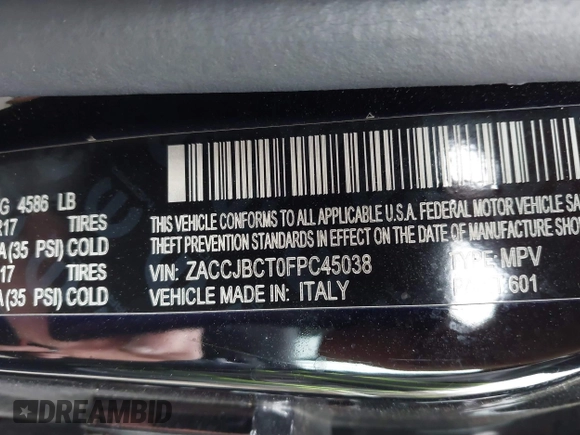 G 4586 LB
R17 TIRES
A (35 PSI) COLD
17 TIRES
A (35 PSI) COLD
THIS VEHICLE CONFORMS TO ALL APPLICABLE U.S.A. FEDERAL MOTOR VEHICLE SA
THEFT PREVENTION STANDARDS IN EFFECT ON THE DATE OF MANUFACTURE SHO
VIN: ZACCJBCT0FPC45038 TYPE: MPV
VEHICLE MADE IN: ITALY 601
DREAMBID